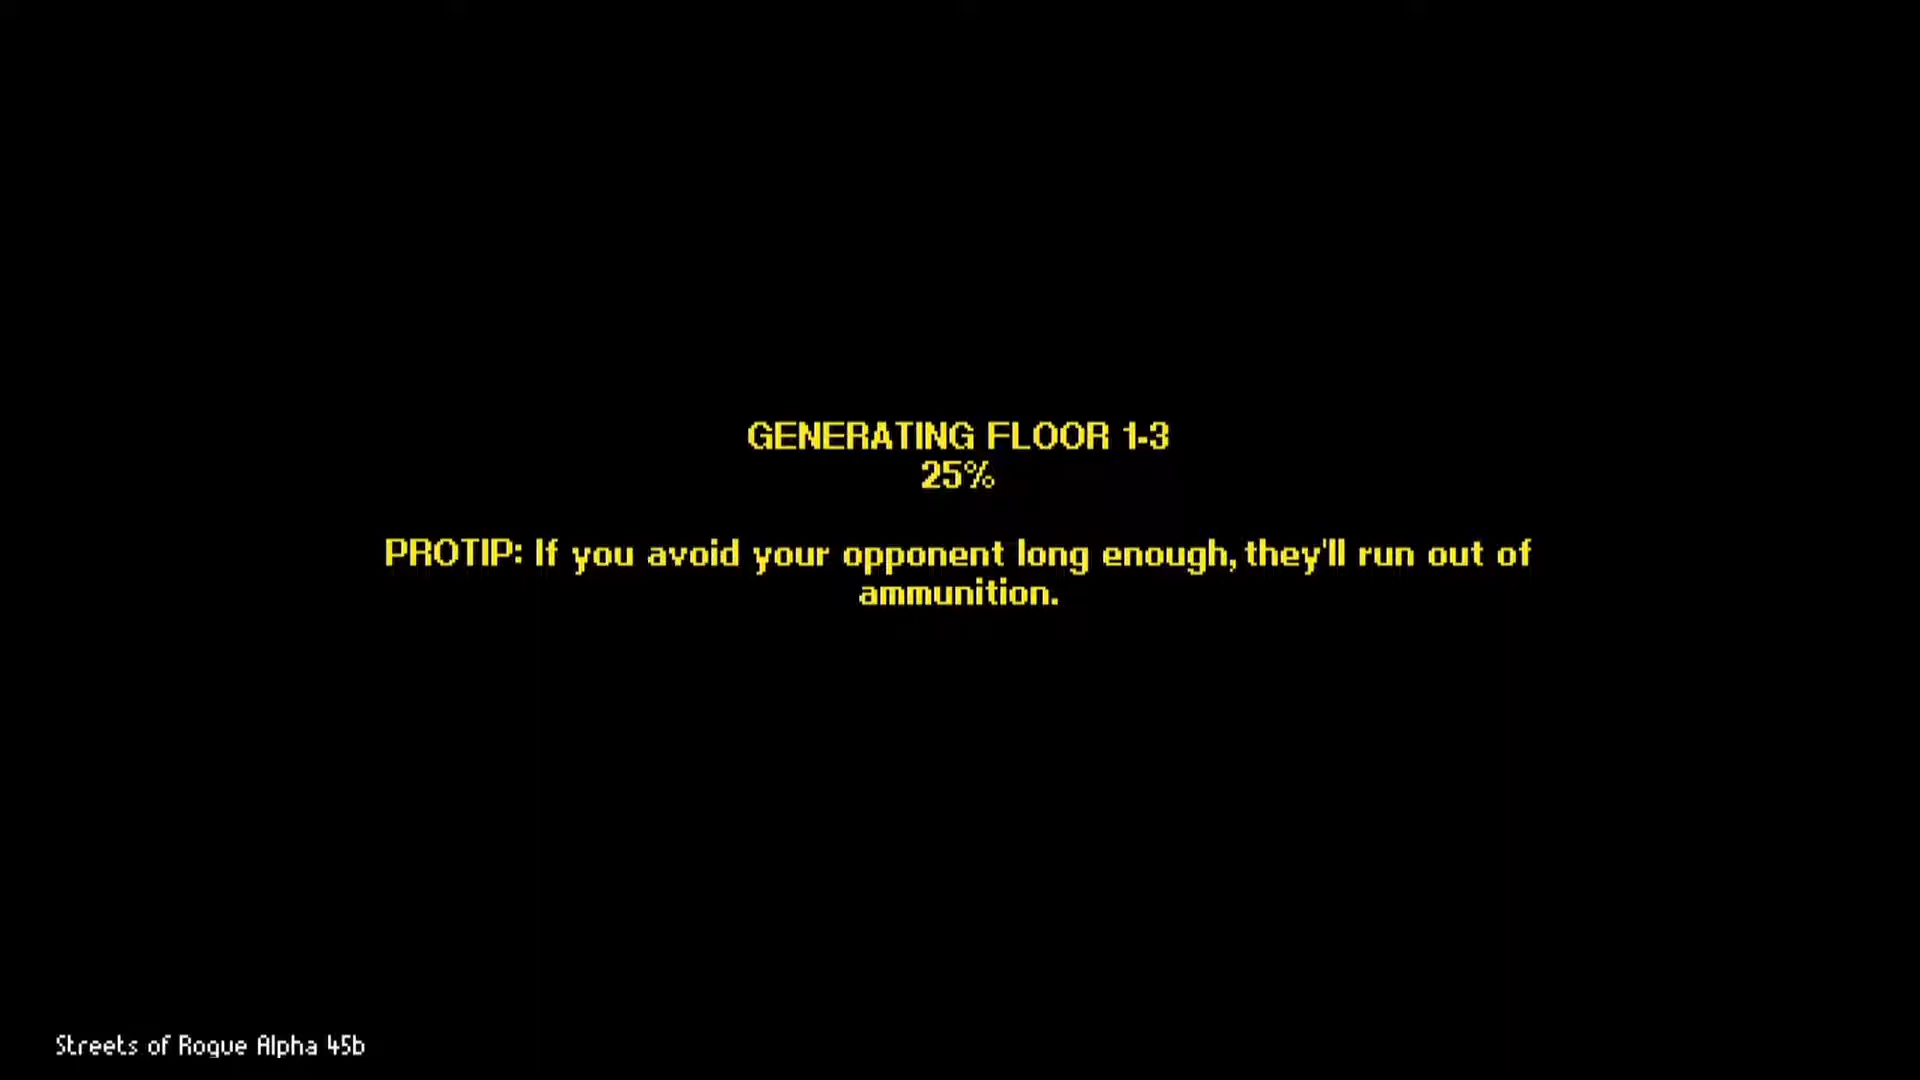 GENERATING FLOOR 1-3
25%
PROTIP: If you avoid your opponent long enough, they'll run out of
ammunition.
Streets of Rogue Alpha 45b